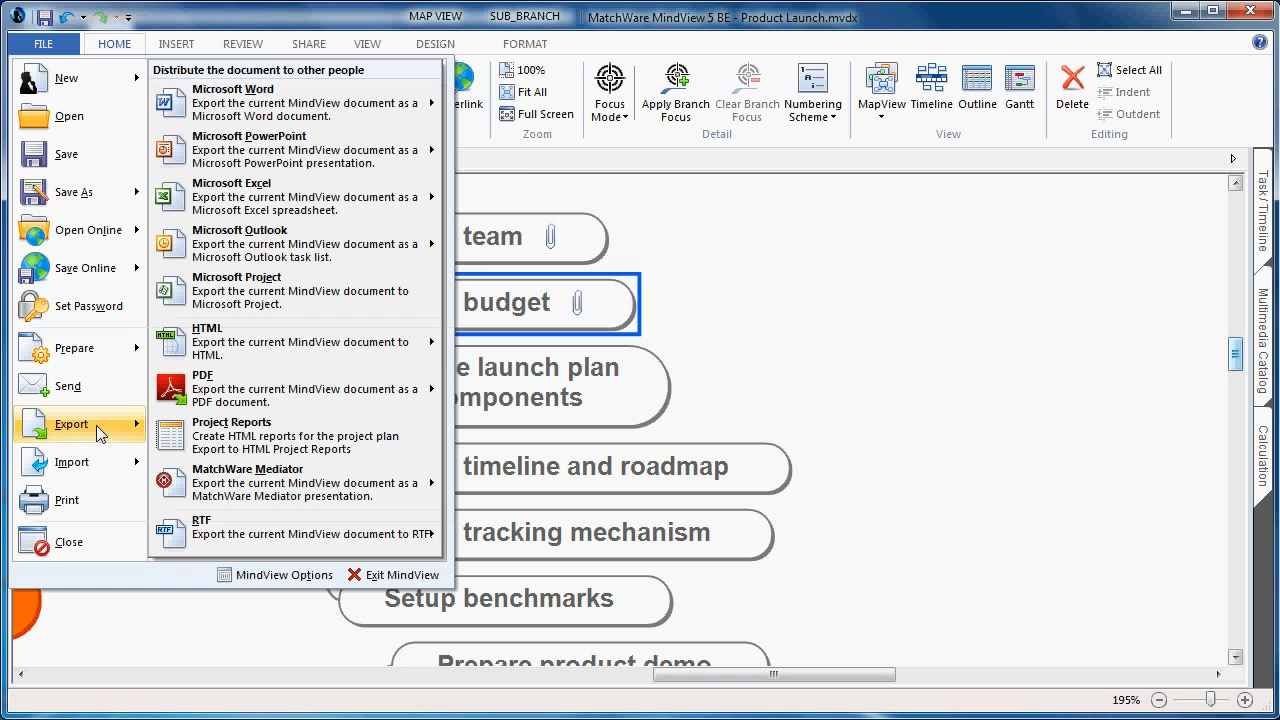 MAP VIEW
SUB_BRANCH
MatchWare MindView 5 BE - Product Launch.mvdx
FILE
HOME
INSERT
REVIEW
SHARE
VIEW
DESIGN
FORMAT
New
Open
Save
Save As
Open Online
Save Online
Set Password
Prepare
Send
Export
Import
Print
Close
Distribute the document to other people
Microsoft Word
Export the current MindView document as a
Microsoft Word document.
Microsoft PowerPoint
Export the current MindView document as a
Microsoft PowerPoint presentation.
Microsoft Excel
Export the current MindView document as a
Microsoft Excel spreadsheet.
Microsoft Outlook
Export the current MindView document as a
Microsoft Outlook task list.
Microsoft Project
Export the current MindView document to
Microsoft Project.
HTML
Export the current MindView document to
HTML.
PDF
Export the current MindView document as a
PDF document.
Project Reports
Create HTML reports for the project plan
Export to HTML Project Reports
MatchWare Mediator
Export the current MindView document as a
MatchWare Mediator presentation.
RTF
Export the current MindView document to RTF
MindView Options
Exit MindView
erlink
100%
Fit All
Full Screen
Zoom
Focus
Mode
Apply Branch
Focus
Clear Branch
Focus
Numbering
Scheme
Detail
MapView
Timeline
Outline
Gantt
View
Delete
Select All
Indent
Outdent
Editing
team
budget
e launch plan
omponents
timeline and roadmap
tracking mechanism
Setup benchmarks
Prepare product demo
Task / Timeline
Multimedia Catalog
Calculation
195%